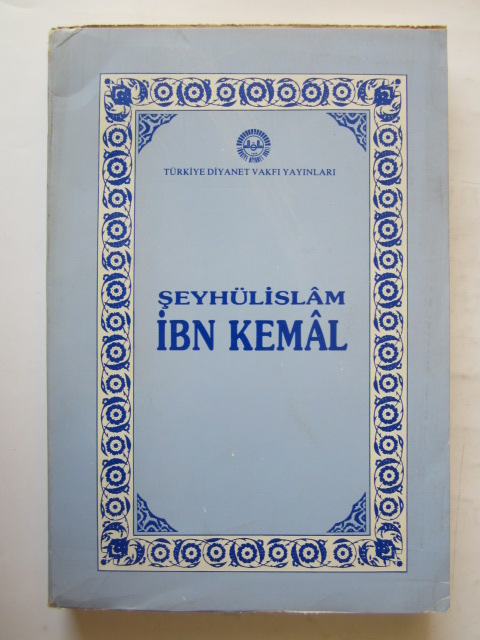 TÜRKİYE DİYANET VAKFI YAYINLARI
ŞEYHÜLİSLÂM
İBN KEMÂL